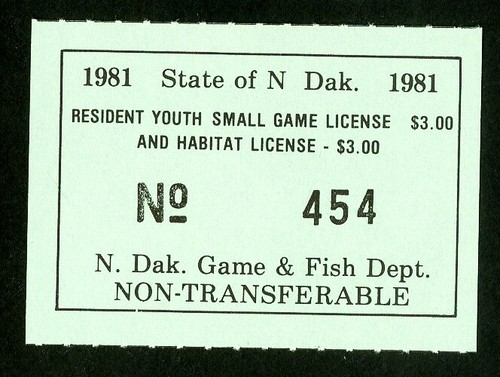 1981 State of N Dak. 1981
RESIDENT YOUTH SMALL GAME LICENSE $3.00
AND HABITAT LICENSE - $3.00
Nº 454
N. Dak. Game & Fish Dept.
NON-TRANSFERABLE